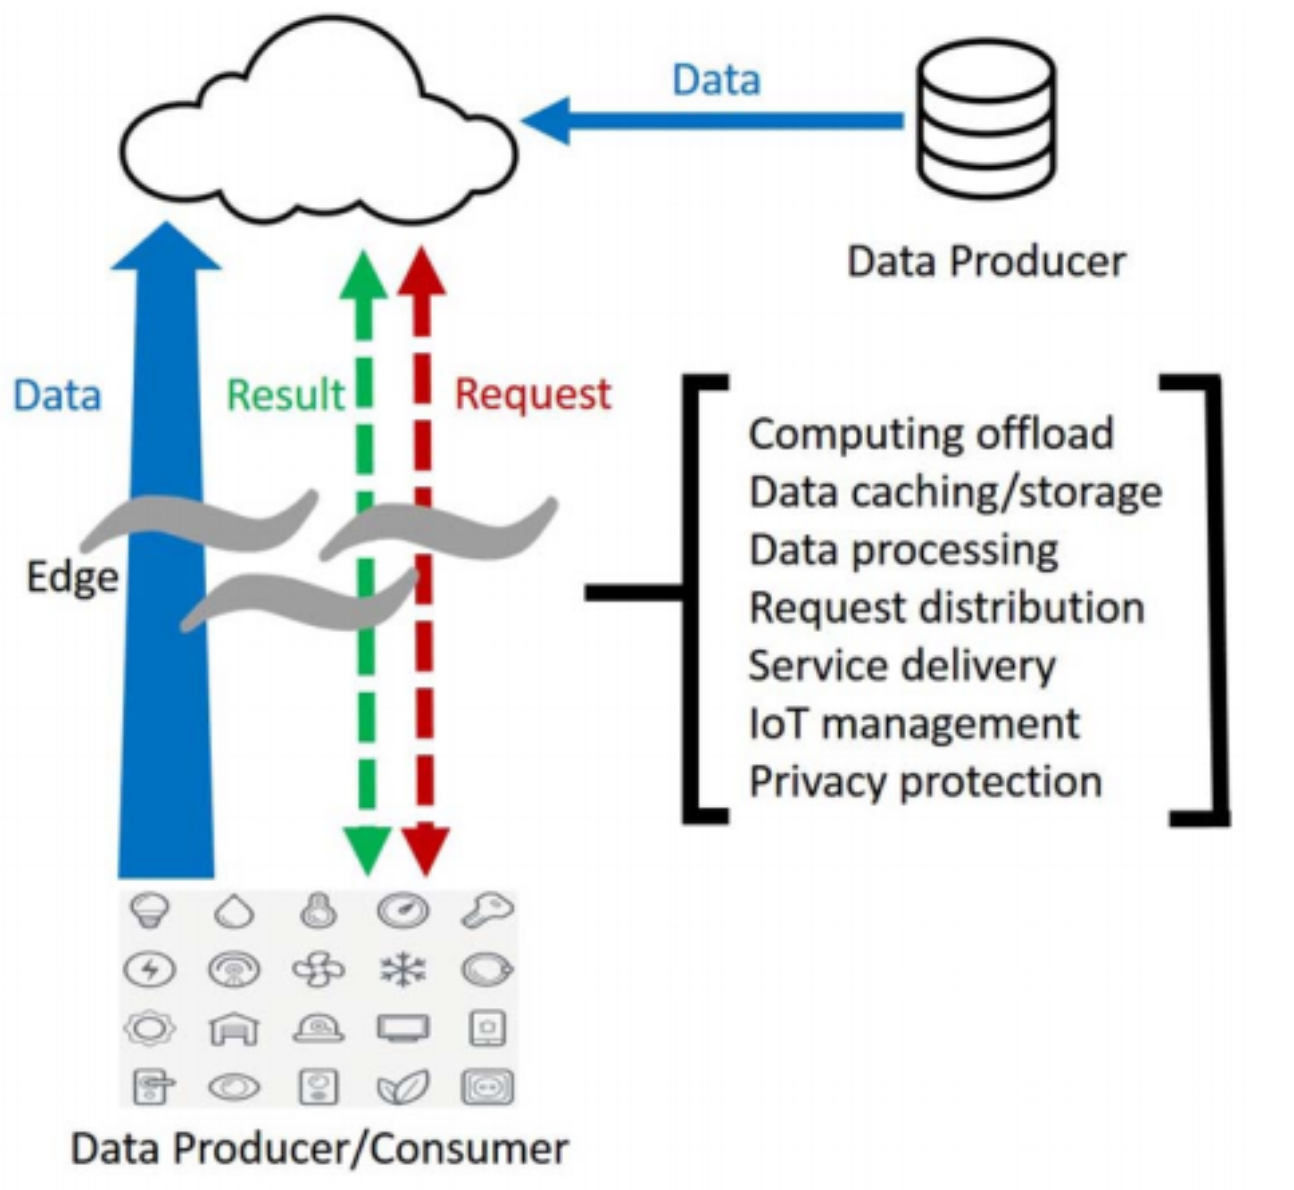 Data
Data Producer
Data
Result
Request
Edge
Computing offload
Data caching/storage
Data processing
Request distribution
Service delivery
IoT management
Privacy protection
Data Producer/Consumer